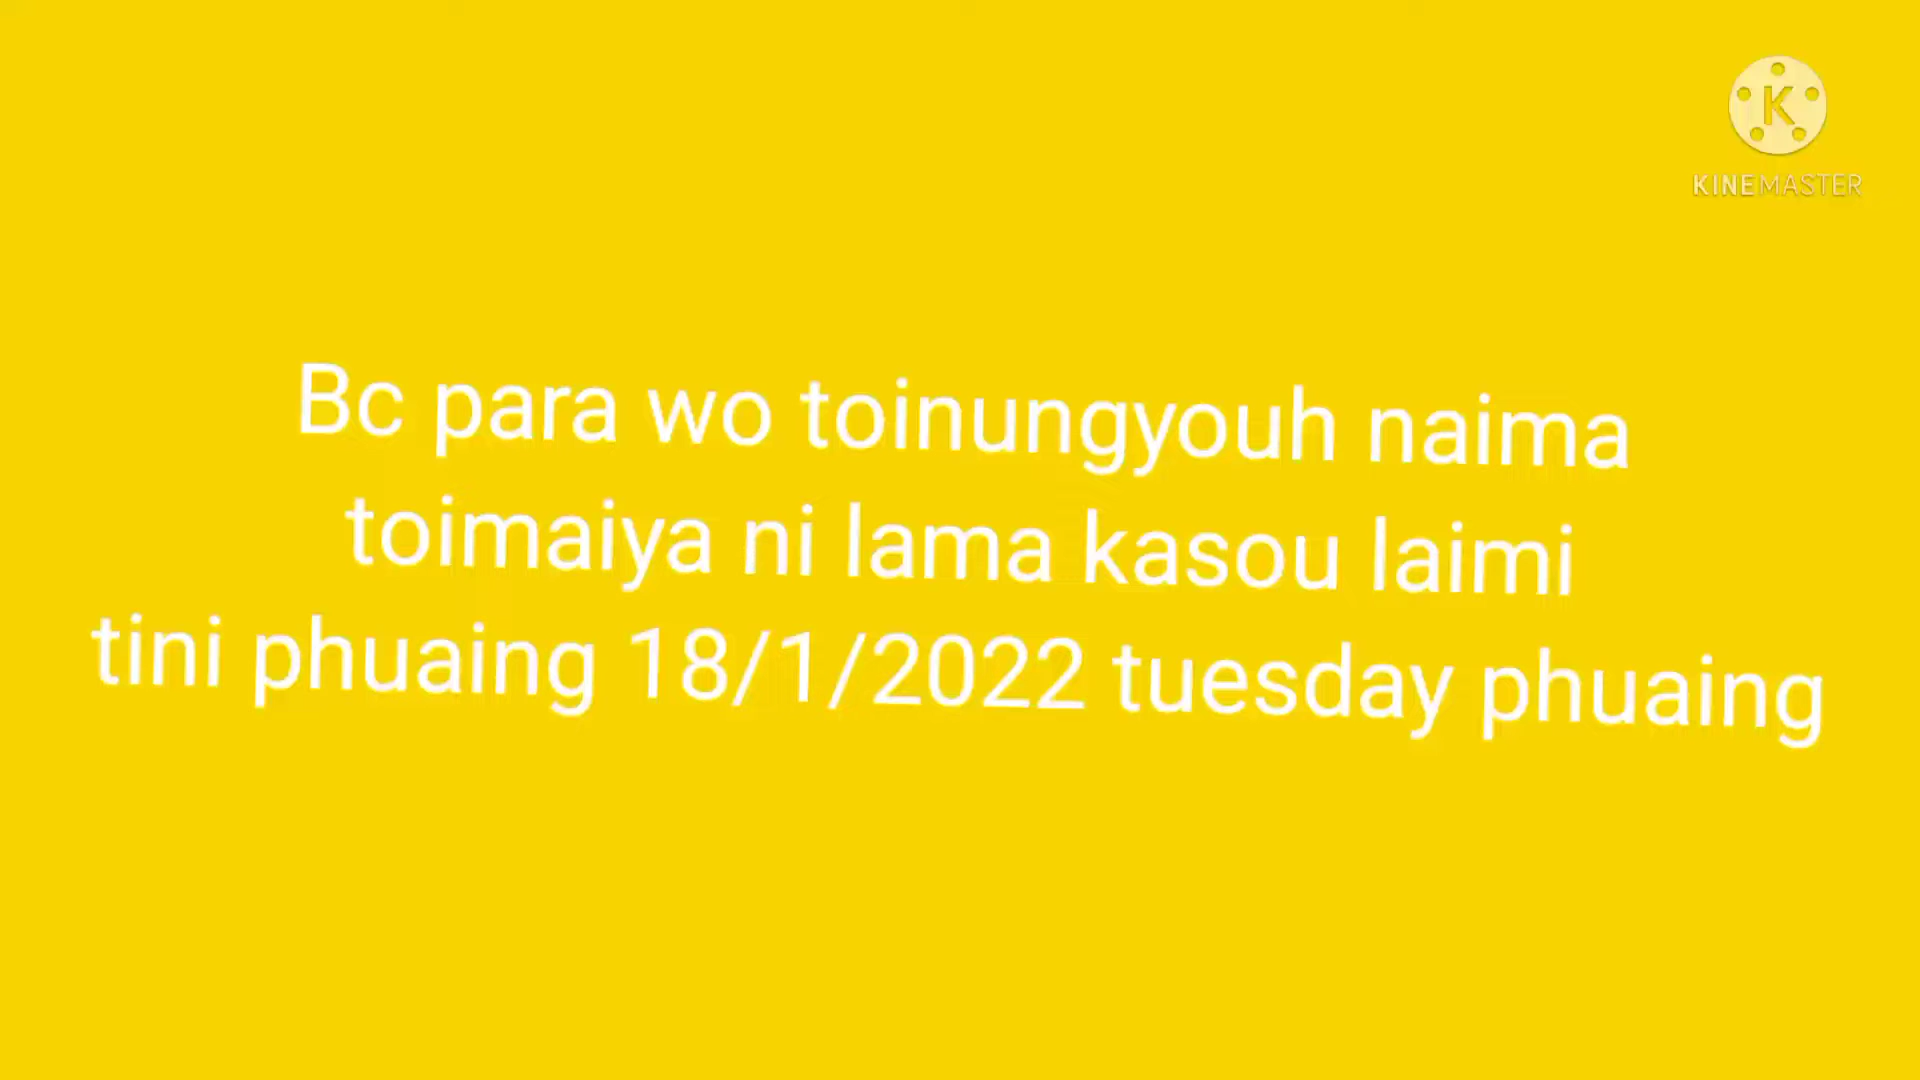 K
KINEMASTER
Bc para wo toinungyouh naima
toimaiya ni lama kasou laimi
tini phuaing 18/1/2022 tuesday phuaing